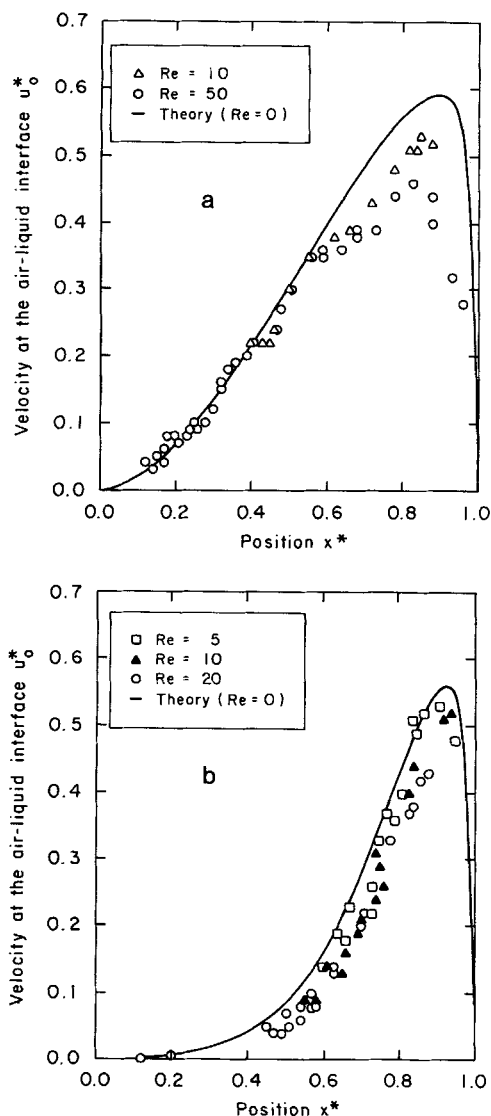 0.7
0.6
0.5
0.4
0.3
0.2
0.1
0.0
Velocity at the air-liquid interface u*o
△ Re = 10
○ Re = 50
— Theory (Re=0)
a
0.0 0.2 0.4 0.6 0.8 1.0
Position x*
0.7
0.6
0.5
0.4
0.3
0.2
0.1
0.0
Velocity at the air-liquid interface u*o
□ Re = 5
▲ Re = 10
○ Re = 20
— Theory (Re=0)
b
0.0 0.2 0.4 0.6 0.8 1.0
Position x*